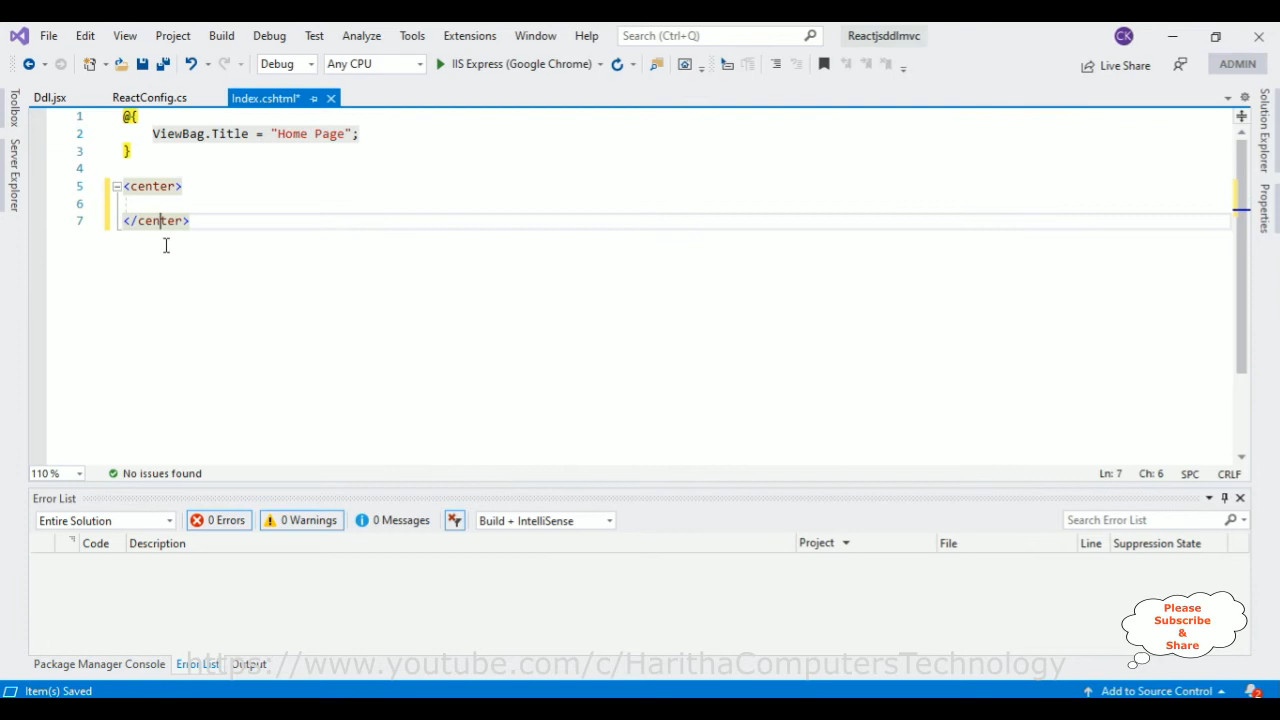 File Edit View Project Build Debug Test Analyze Tools Extensions Window Help Search (Ctrl+Q) Reactjsddlmvc CK
Debug Any CPU IIS Express (Google Chrome) Live Share ADMIN
Toolbox
Server Explorer
Ddl.jsx ReactConfig.cs Index.cshtml*
1 @{
2 ViewBag.Title = "Home Page";
3 }
4
5 <center>
6
7 </center>
Solution Explorer
Properties
110 % No issues found Ln: 7 Ch: 6 SPC CRLF
Error List
Entire Solution 0 Errors 0 Warnings 0 Messages Build + IntelliSense Search Error List
Code Description Project File Line Suppression State
Please
Subscribe
&
Share
Package Manager Console Error List Output
https://www.youtube.com/c/HarithaComputersTechnology
Item(s) Saved Add to Source Control 2